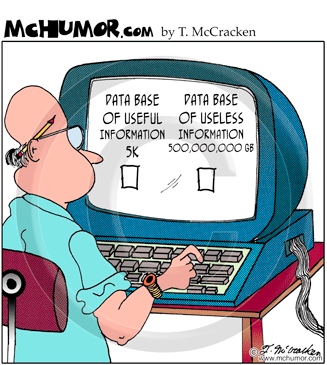 McHUMOR.COM by T. McCracken
DATA BASE
OF USEFUL
INFORMATION
5K
DATA BASE
OF USELESS
INFORMATION
500,000,000 GB
©T. McCracken
©www.mchumor.com